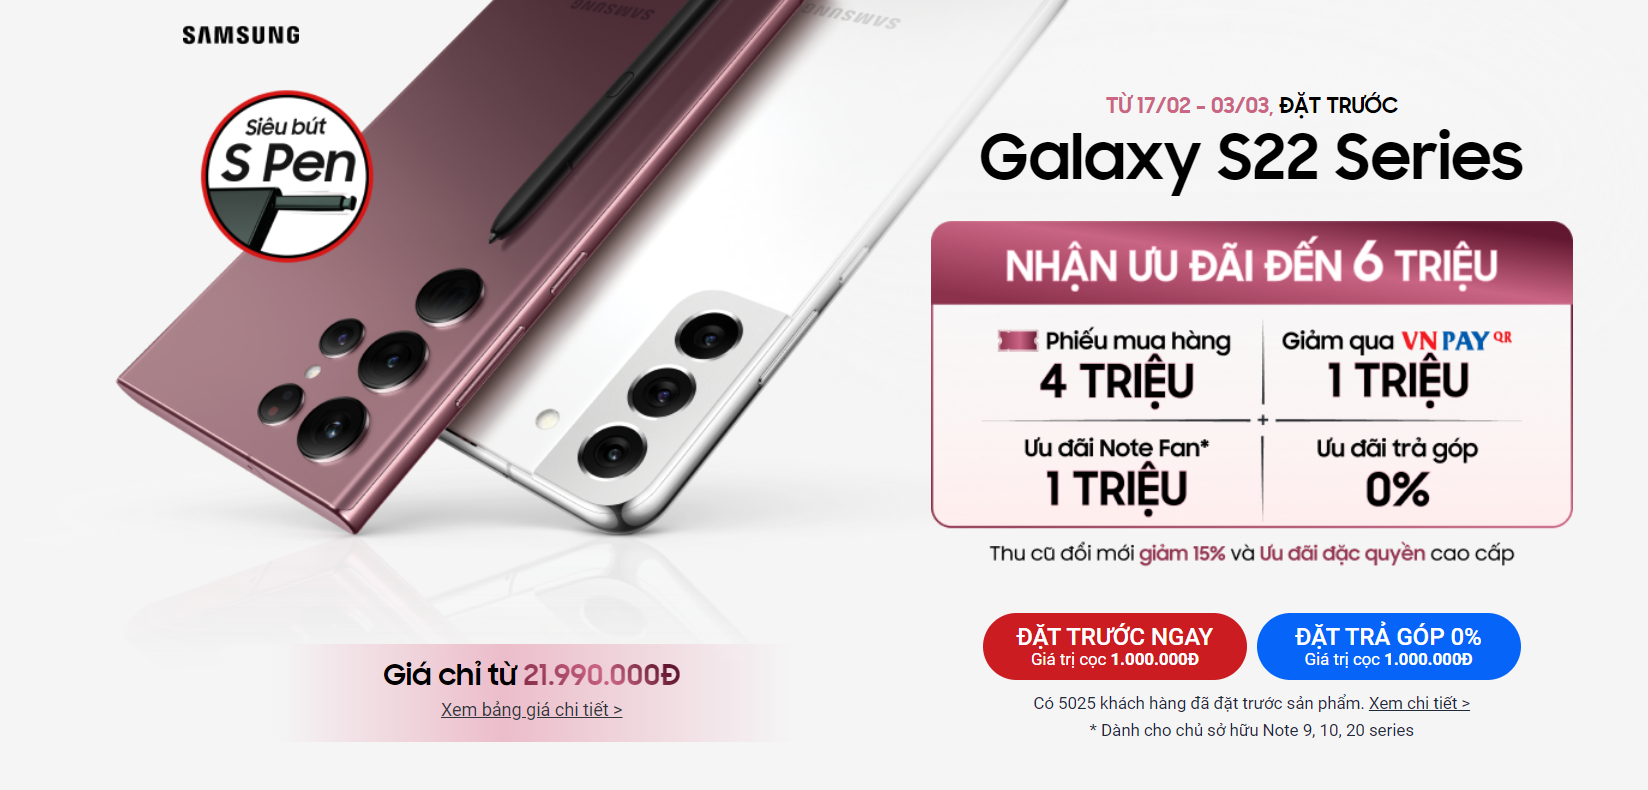 SAMSUNG
SAMSUNG
SAMSUNG
Siêu bút
S Pen
TỪ 17/02 - 03/03, ĐẶT TRƯỚC
Galaxy S22 Series
NHẬN ƯU ĐÃI ĐẾN 6 TRIỆU
Phiếu mua hàng
4 TRIỆU
Giảm qua VNPAY QR
1 TRIỆU
+
Ưu đãi Note Fan*
1 TRIỆU
Ưu đãi trả góp
0%
Thu cũ đổi mới giảm 15% và Ưu đãi đặc quyền cao cấp
ĐẶT TRƯỚC NGAY
Giá trị cọc 1.000.000Đ
ĐẶT TRẢ GÓP 0%
Giá trị cọc 1.000.000Đ
Giá chỉ từ 21.990.000Đ
Xem bảng giá chi tiết >
Có 5025 khách hàng đã đặt trước sản phẩm. Xem chi tiết >
* Dành cho chủ sở hữu Note 9, 10, 20 series